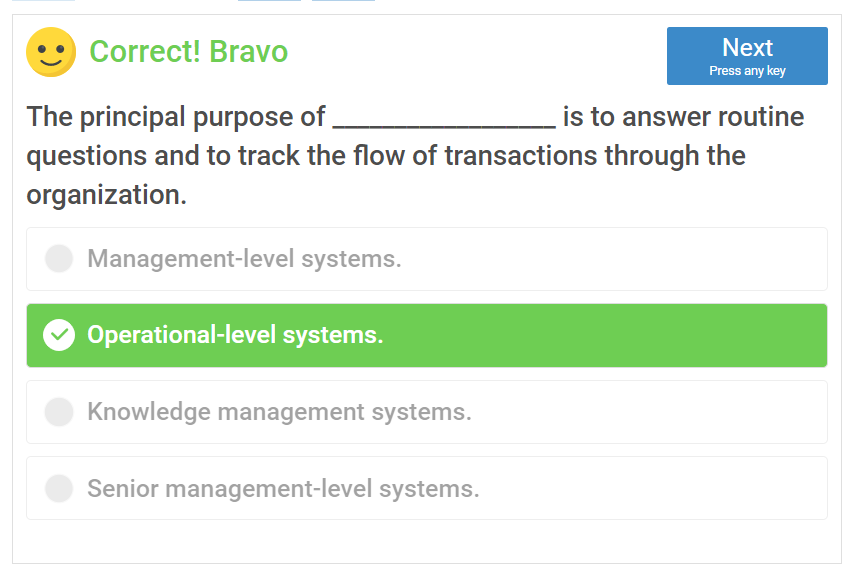 Correct! Bravo
Next
Press any key
The principal purpose of __________________ is to answer routine
questions and to track the flow of transactions through the
organization.
Management-level systems.
Operational-level systems.
Knowledge management systems.
Senior management-level systems.